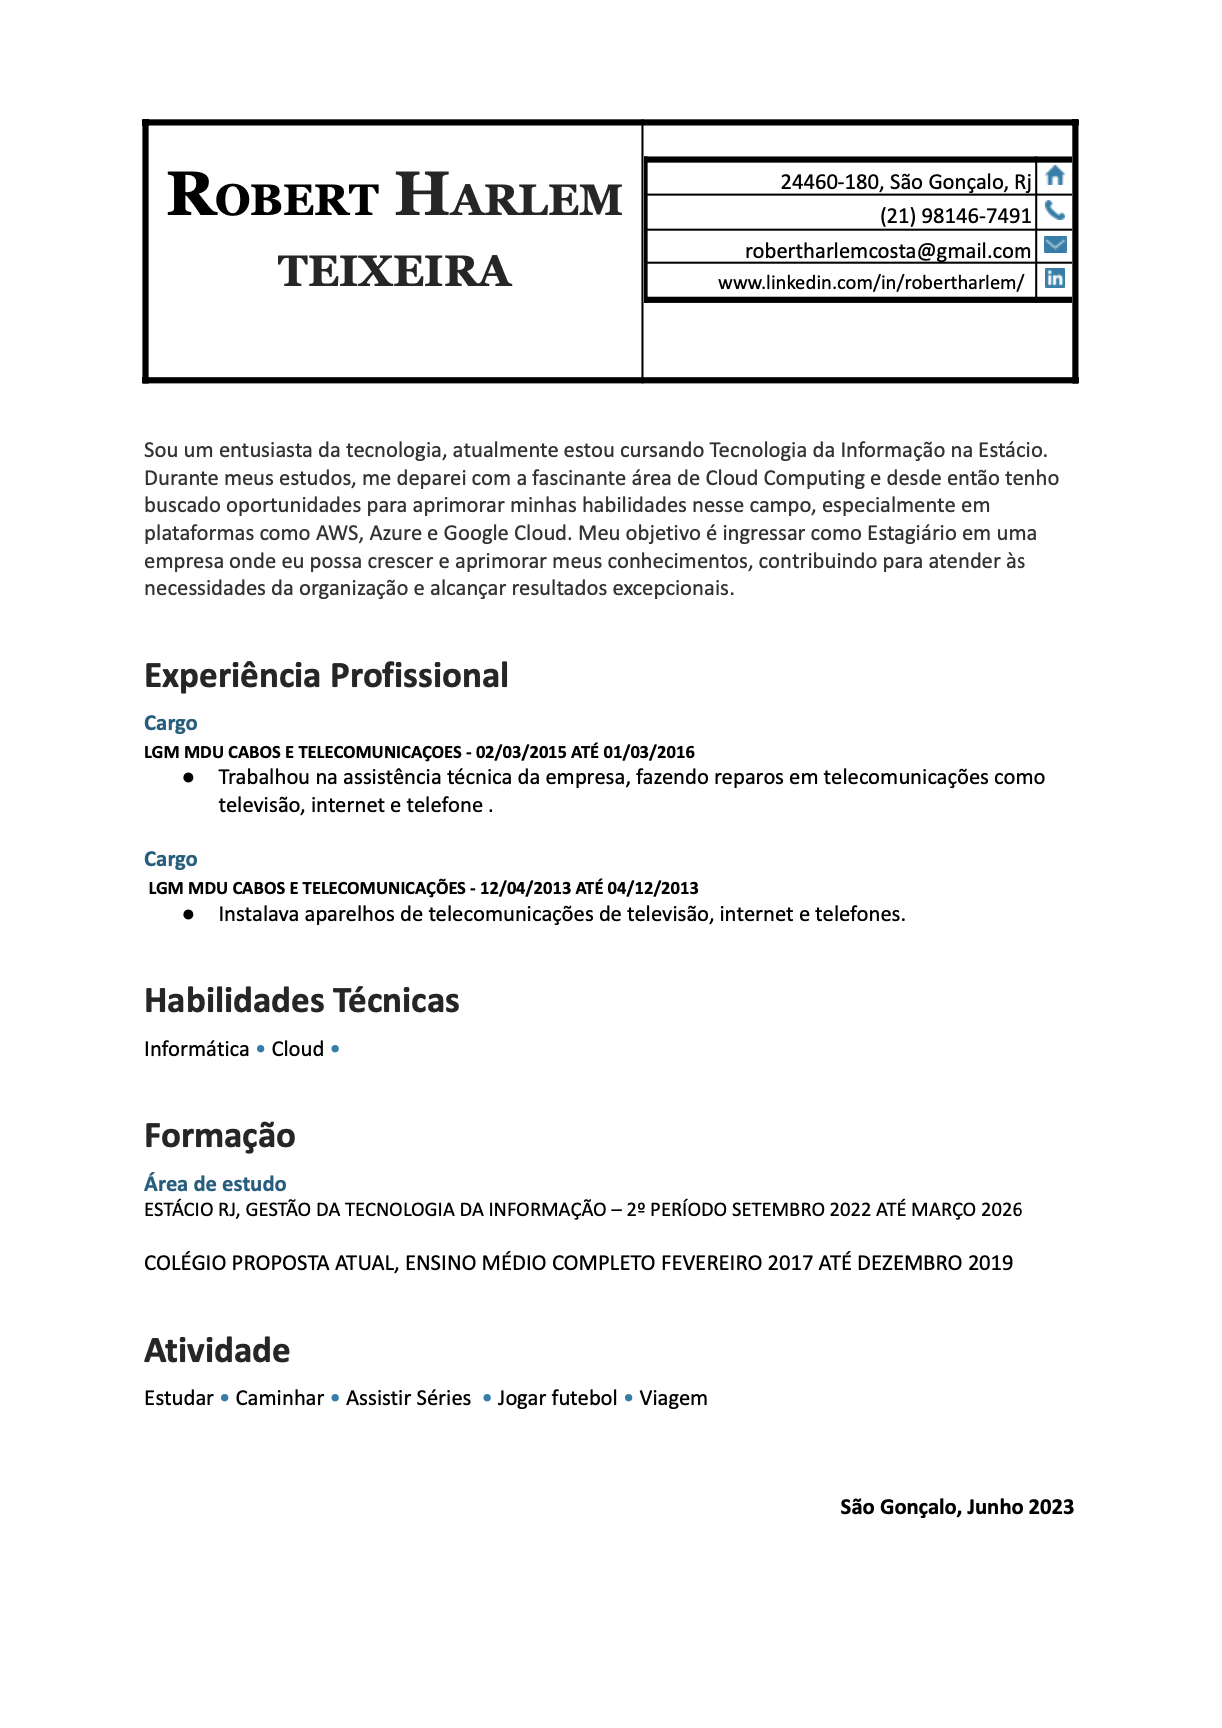 ROBERT HARLEM
TEIXEIRA
24460-180, São Gonçalo, Rj
(21) 98146-7491
robertharlemcosta@gmail.com
www.linkedin.com/in/robertharlem/
Sou um entusiasta da tecnologia, atualmente estou cursando Tecnologia da Informação na Estácio.
Durante meus estudos, me deparei com a fascinante área de Cloud Computing e desde então tenho
buscado oportunidades para aprimorar minhas habilidades nesse campo, especialmente em
plataformas como AWS, Azure e Google Cloud. Meu objetivo é ingressar como Estagiário em uma
empresa onde eu possa crescer e aprimorar meus conhecimentos, contribuindo para atender às
necessidades da organização e alcançar resultados excepcionais.
Experiência Profissional
Cargo
LGM MDU CABOS E TELECOMUNICAÇOES - 02/03/2015 ATÉ 01/03/2016
● Trabalhou na assistência técnica da empresa, fazendo reparos em telecomunicações como
televisão, internet e telefone .
Cargo
LGM MDU CABOS E TELECOMUNICAÇÕES - 12/04/2013 ATÉ 04/12/2013
● Instalava aparelhos de telecomunicações de televisão, internet e telefones.
Habilidades Técnicas
Informática • Cloud •
Formação
Área de estudo
ESTÁCIO RJ, GESTÃO DA TECNOLOGIA DA INFORMAÇÃO – 2º PERÍODO SETEMBRO 2022 ATÉ MARÇO 2026
COLÉGIO PROPOSTA ATUAL, ENSINO MÉDIO COMPLETO FEVEREIRO 2017 ATÉ DEZEMBRO 2019
Atividade
Estudar • Caminhar • Assistir Séries • Jogar futebol • Viagem
São Gonçalo, Junho 2023